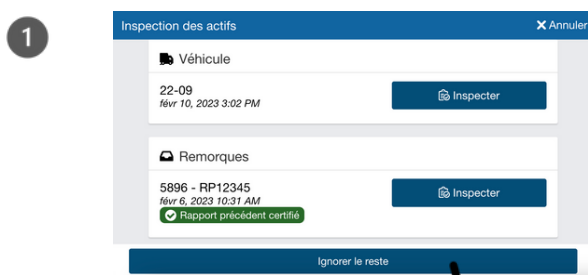 1
Inspection des actifs
X Annuler
Véhicule
22-09
févr 10, 2023 3:02 PM
Inspecter
Remorques
5896 - RP12345
févr 6, 2023 10:31 AM
Inspecter
Rapport précédent certifié
Ignorer le reste